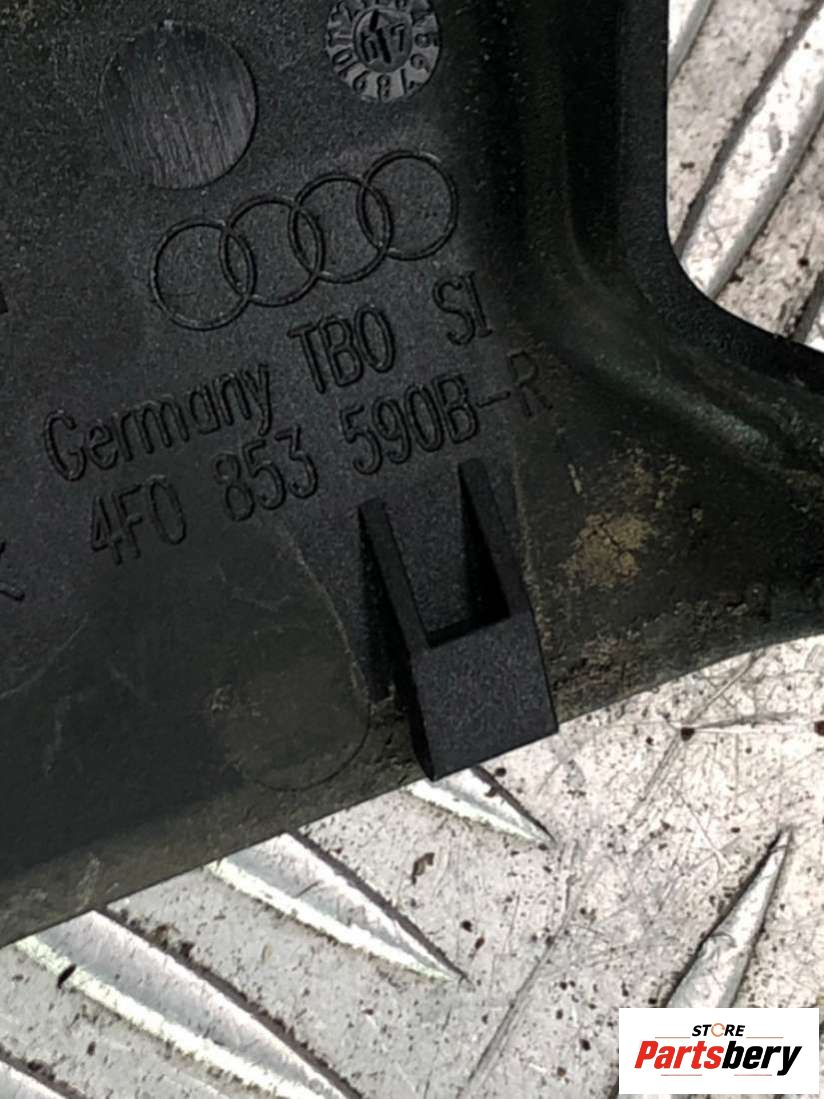 Germany TBO SI
4F0 853 590B-R
STORE
Partsbery